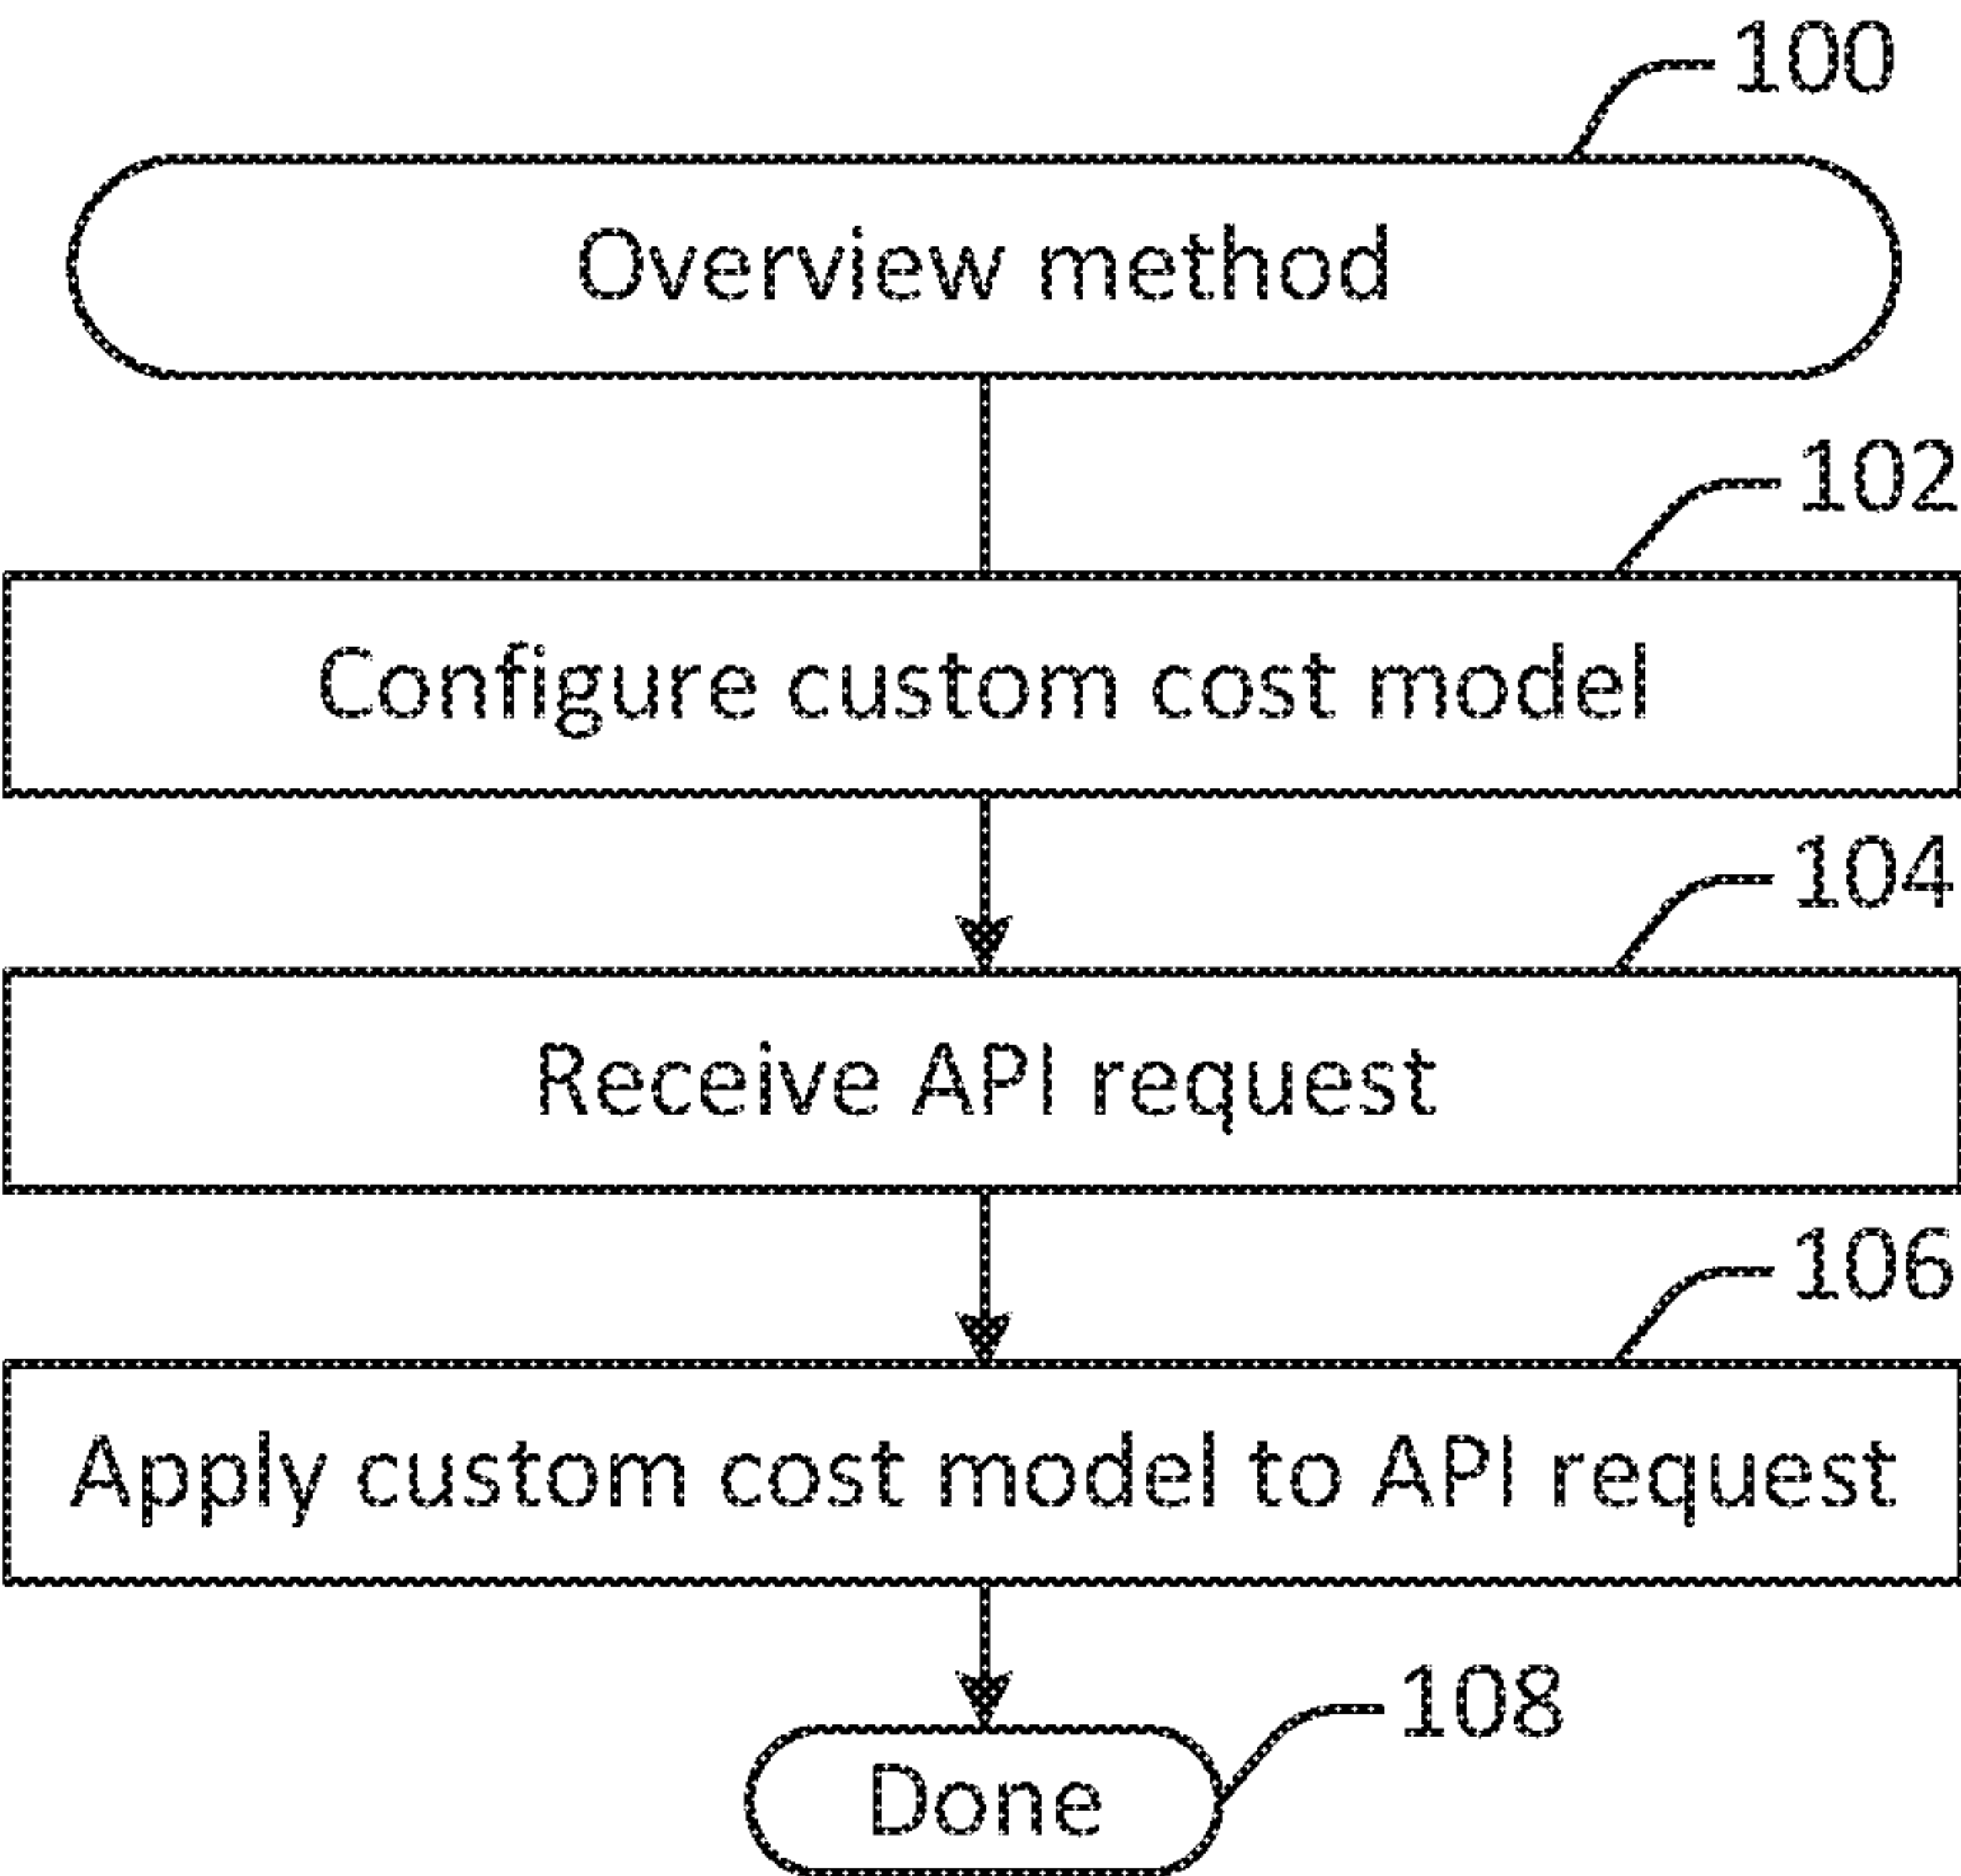 100
Overview method
102
Configure custom cost model
104
Receive API request
106
Apply custom cost model to API request
108
Done